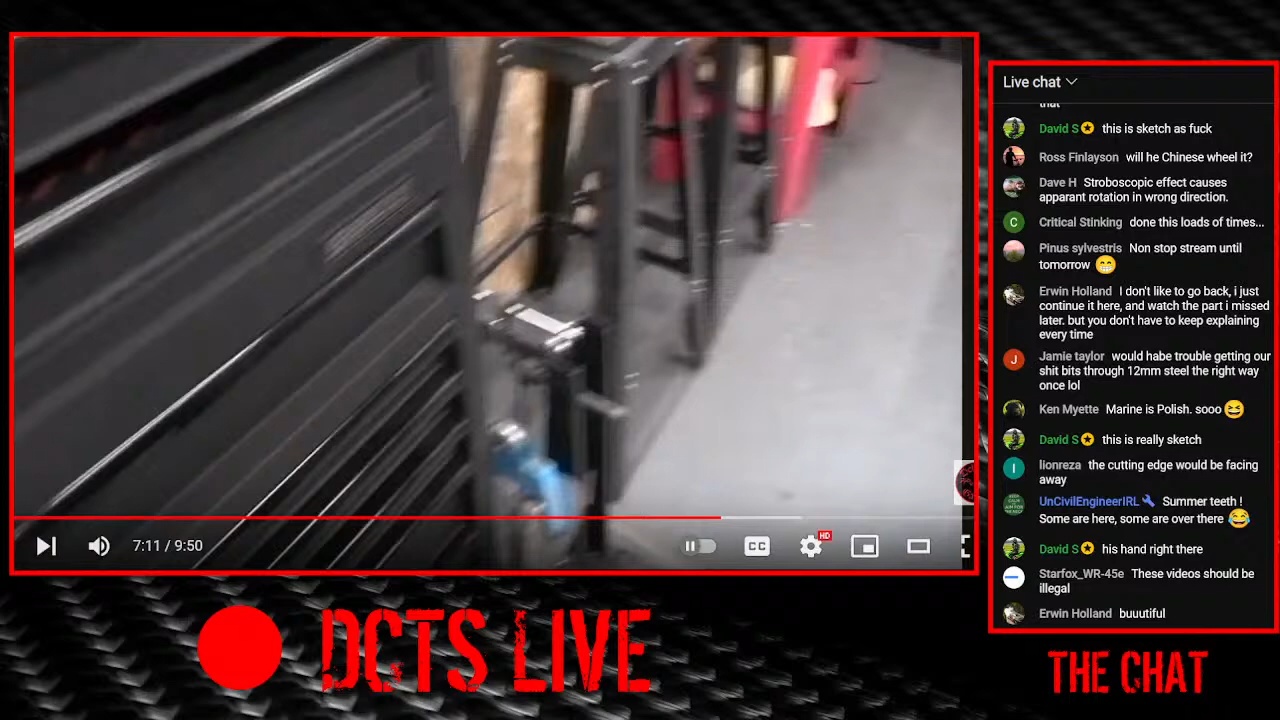 Live chat
that
David S this is sketch as fuck
Ross Finlayson will he Chinese wheel it?
Dave H Stroboscopic effect causes
apparant rotation in wrong direction.
C Critical Stinking done this loads of times...
Pinus sylvestris Non stop stream until
tomorrow 😁
Erwin Holland I don't like to go back, i just
continue it here, and watch the part i missed
later. but you don't have to keep explaining
every time
J Jamie taylor would habe trouble getting our
shit bits through 12mm steel the right way
once lol
Ken Myette Marine is Polish. sooo 😆
David S this is really sketch
l lionreza the cutting edge would be facing
away
UnCivilEngineerIRL Summer teeth !
Some are here, some are over there 😂
David S his hand right there
Starfox_WR-45e These videos should be
illegal
Erwin Holland buuutiful
7:11 / 9:50
CC
HD
DCTS LIVE
THE CHAT